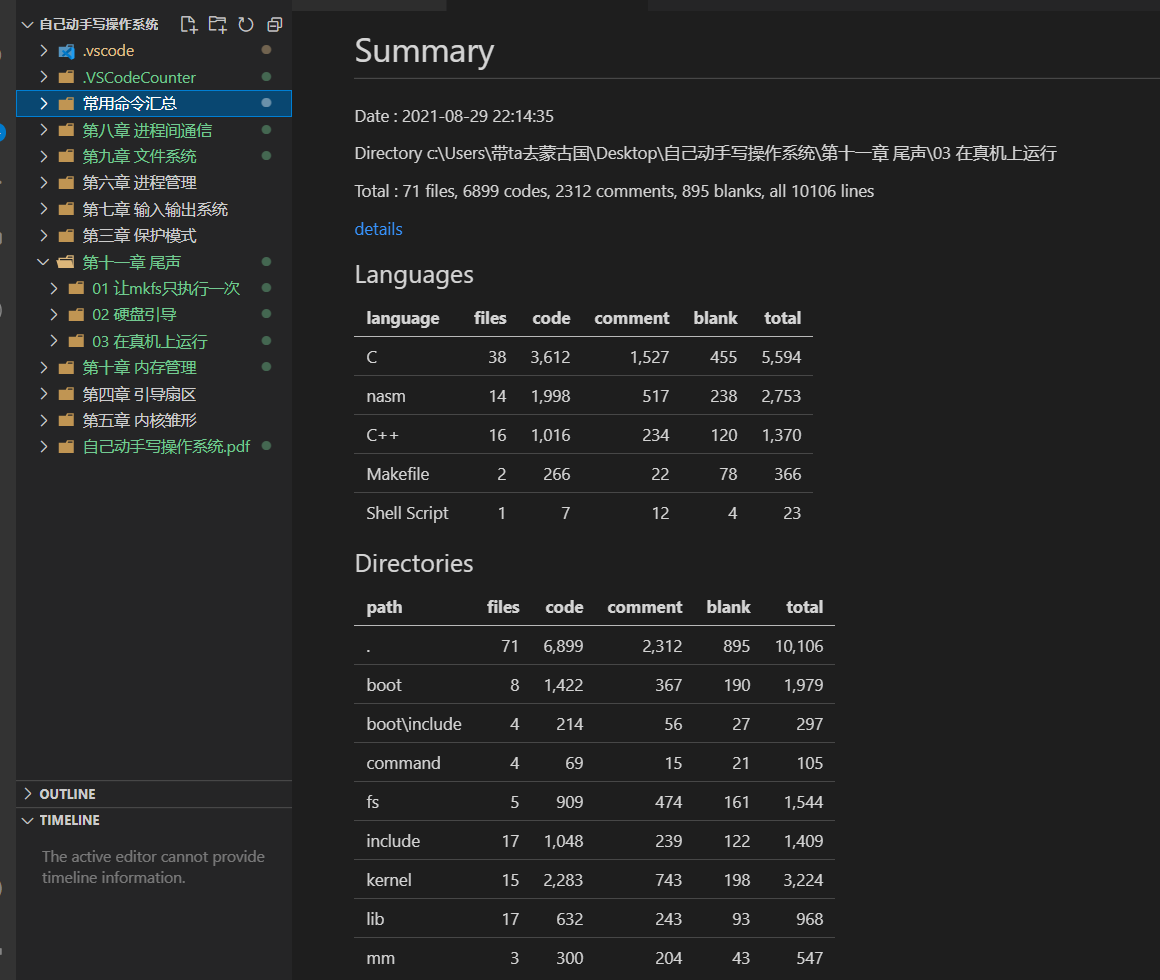 自己动手写操作系统
.vscode
.VSCodeCounter
常用命令汇总
第八章 进程间通信
第九章 文件系统
第六章 进程管理
第七章 输入输出系统
第三章 保护模式
第十一章 尾声
01 让mkfs只执行一次
02 硬盘引导
03 在真机上运行
第十章 内存管理
第四章 引导扇区
第五章 内核雏形
自己动手写操作系统.pdf
OUTLINE
TIMELINE
The active editor cannot provide
timeline information.
Summary
Date : 2021-08-29 22:14:35
Directory c:\Users\带ta去蒙古国\Desktop\自己动手写操作系统\第十一章 尾声\03 在真机上运行
Total : 71 files, 6899 codes, 2312 comments, 895 blanks, all 10106 lines
details
Languages
language files code comment blank total
C 38 3,612 1,527 455 5,594
nasm 14 1,998 517 238 2,753
C++ 16 1,016 234 120 1,370
Makefile 2 266 22 78 366
Shell Script 1 7 12 4 23
Directories
path files code comment blank total
. 71 6,899 2,312 895 10,106
boot 8 1,422 367 190 1,979
boot\include 4 214 56 27 297
command 4 69 15 21 105
fs 5 909 474 161 1,544
include 17 1,048 239 122 1,409
kernel 15 2,283 743 198 3,224
lib 17 632 243 93 968
mm 3 300 204 43 547